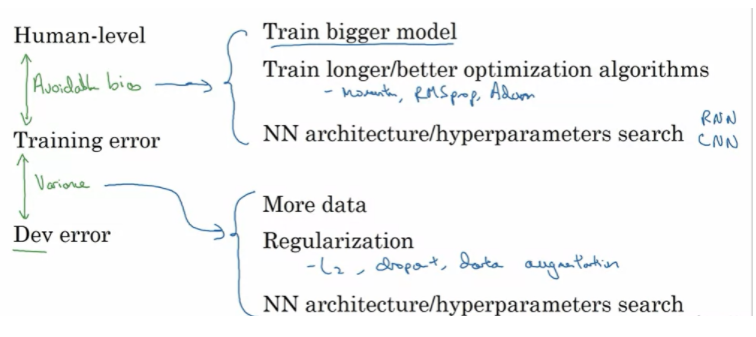 Human-level
Train bigger model
Avoidable bias
Train longer/better optimization algorithms
- Momentum, RMSprop, Adam
Training error
NN architecture/hyperparameters search
RNN
CNN
Variance
More data
Dev error
Regularization
- L2, dropout, data augmentation
NN architecture/hyperparameters search